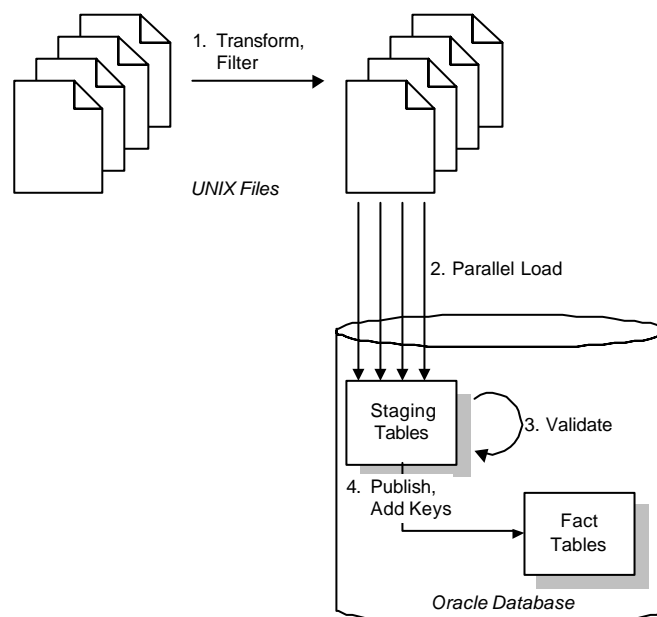 1. Transform,
Filter
UNIX Files
2. Parallel Load
Staging
Tables
3. Validate
4. Publish,
Add Keys
Fact
Tables
Oracle Database